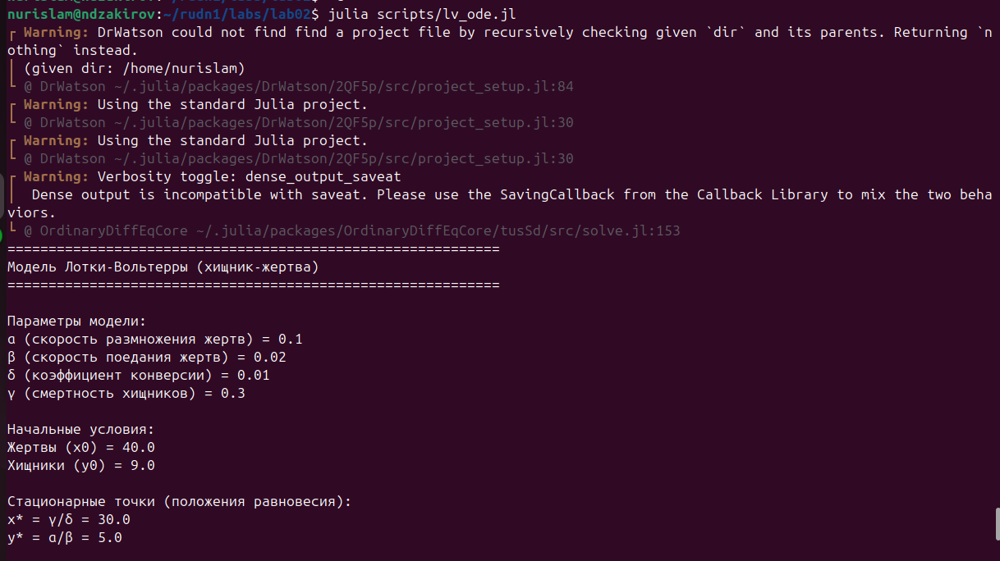 nurislam@ndzakirov:~/rudn1/labs/lab02$ julia scripts/lv_ode.jl
┌ Warning: DrWatson could not find find a project file by recursively checking given `dir` and its parents. Returning `n
othing` instead.
│ (given dir: /home/nurislam)
└ @ DrWatson ~/.julia/packages/DrWatson/2QF5p/src/project_setup.jl:84
┌ Warning: Using the standard Julia project.
└ @ DrWatson ~/.julia/packages/DrWatson/2QF5p/src/project_setup.jl:30
┌ Warning: Using the standard Julia project.
└ @ DrWatson ~/.julia/packages/DrWatson/2QF5p/src/project_setup.jl:30
┌ Warning: Verbosity toggle: dense_output_saveat
│  Dense output is incompatible with saveat. Please use the SavingCallback from the Callback Library to mix the two beha
viors.
└ @ OrdinaryDiffEqCore ~/.julia/packages/OrdinaryDiffEqCore/tusSd/src/solve.jl:153
============================================================
Модель Лотки-Вольтерры (хищник-жертва)
============================================================
Параметры модели:
α (скорость размножения жертв) = 0.1
β (скорость поедания жертв) = 0.02
δ (коэффициент конверсии) = 0.01
γ (смертность хищников) = 0.3
Начальные условия:
Жертвы (x0) = 40.0
Хищники (y0) = 9.0
Стационарные точки (положения равновесия):
x* = γ/δ = 30.0
y* = α/β = 5.0